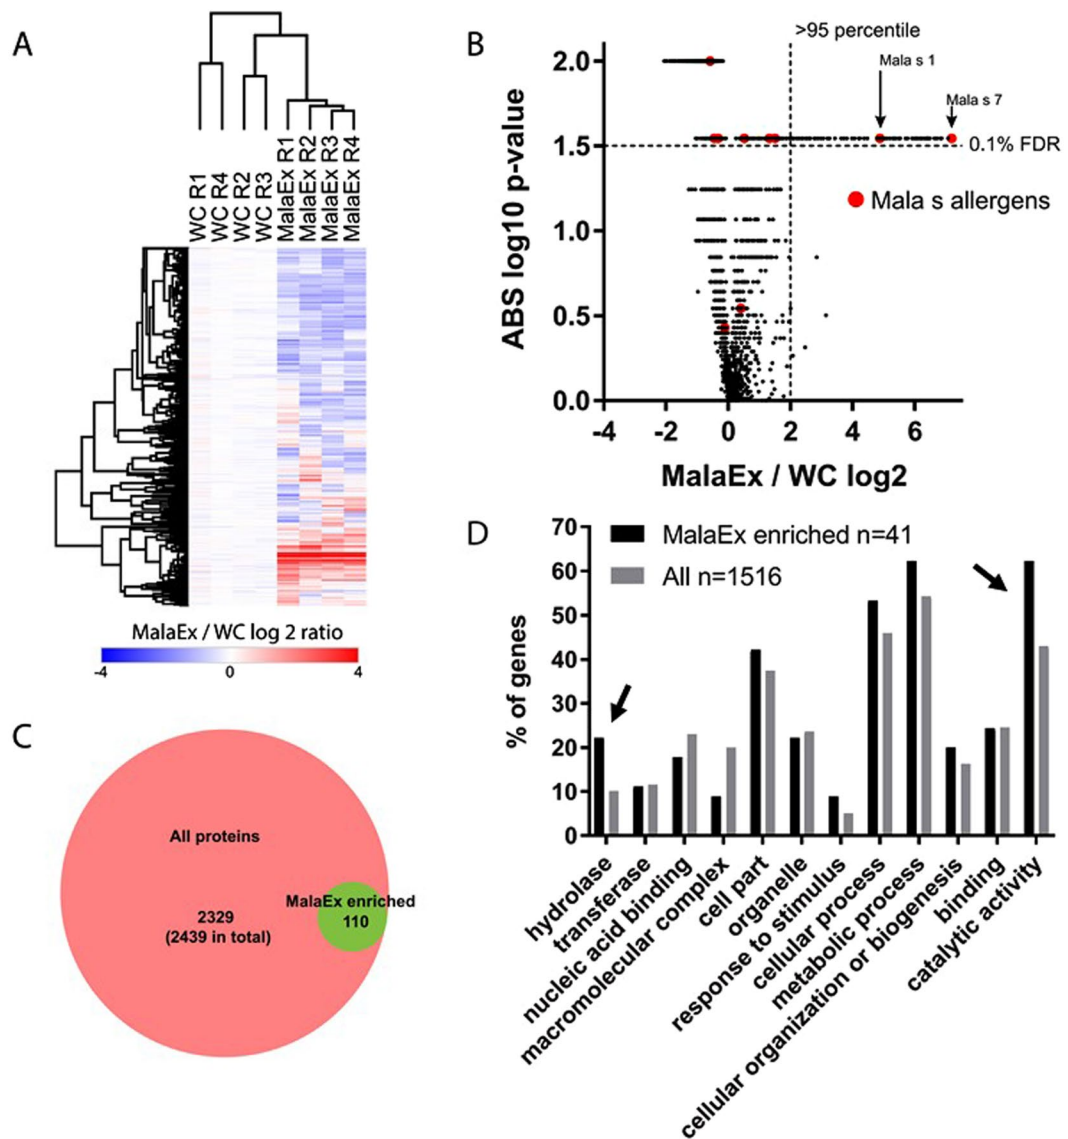 A
WC R1
WC R4
WC R2
WC R3
MalaEx R1
MalaEx R2
MalaEx R3
MalaEx R4
MalaEx / WC log 2 ratio
-4
0
4
B
>95 percentile
Mala s 1
Mala s 7
0.1% FDR
Mala s allergens
ABS log10 p-value
2.0
1.5
1.0
0.5
0.0
-4
-2
0
2
4
6
MalaEx / WC log2
C
All proteins
MalaEx enriched
2329
110
(2439 in total)
D
MalaEx enriched n=41
All n=1516
% of genes
70
60
50
40
30
20
10
0
hydrolase
transferase
nucleic acid binding
macromolecular complex
cell part
organelle
response to stimulus
cellular process
metabolic process
cellular organization or biogenesis
binding
catalytic activity